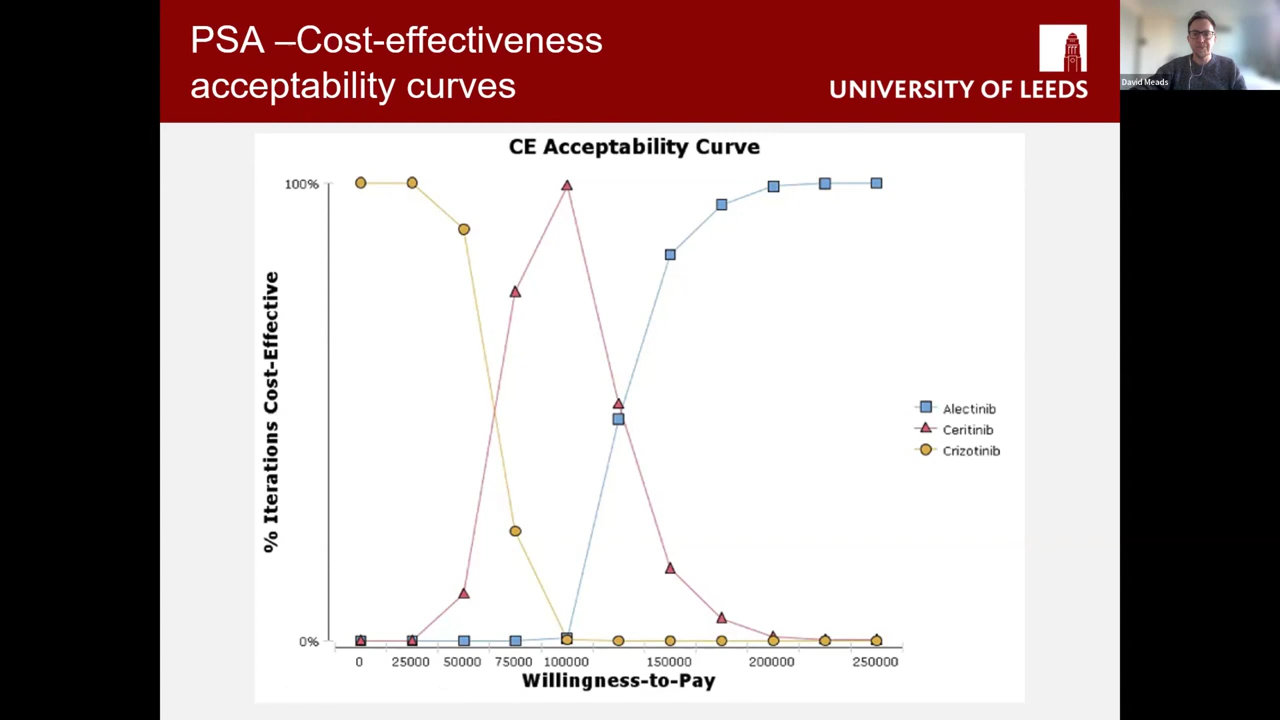 PSA –Cost-effectiveness
acceptability curves
UNIVERSITY OF LEEDS
David Meads
CE Acceptability Curve
100%
% Iterations Cost-Effective
0%
Alectinib
Ceritinib
Crizotinib
0 25000 50000 75000 100000 150000 200000 250000
Willingness-to-Pay